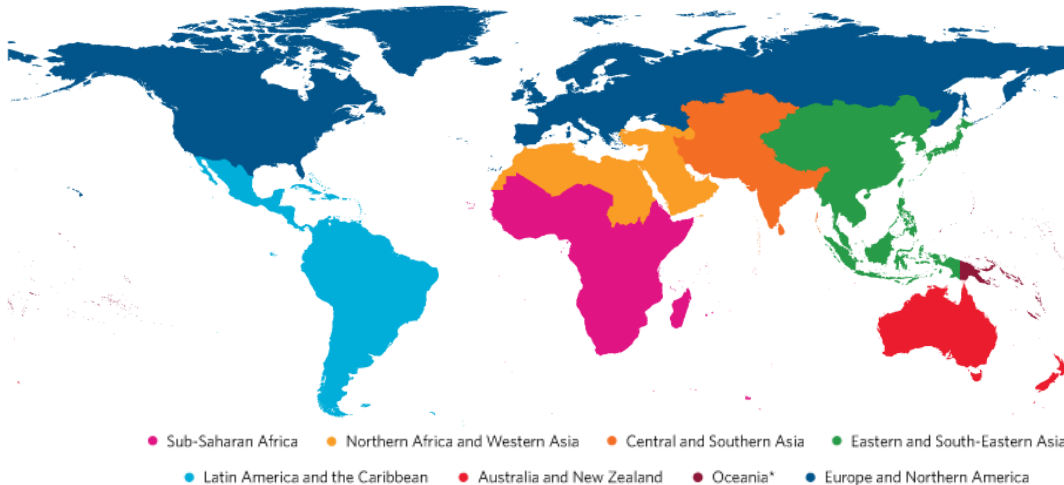 Sub-Saharan Africa Northern Africa and Western Asia Central and Southern Asia Eastern and South-Eastern Asia
Latin America and the Caribbean Australia and New Zealand Oceania* Europe and Northern America